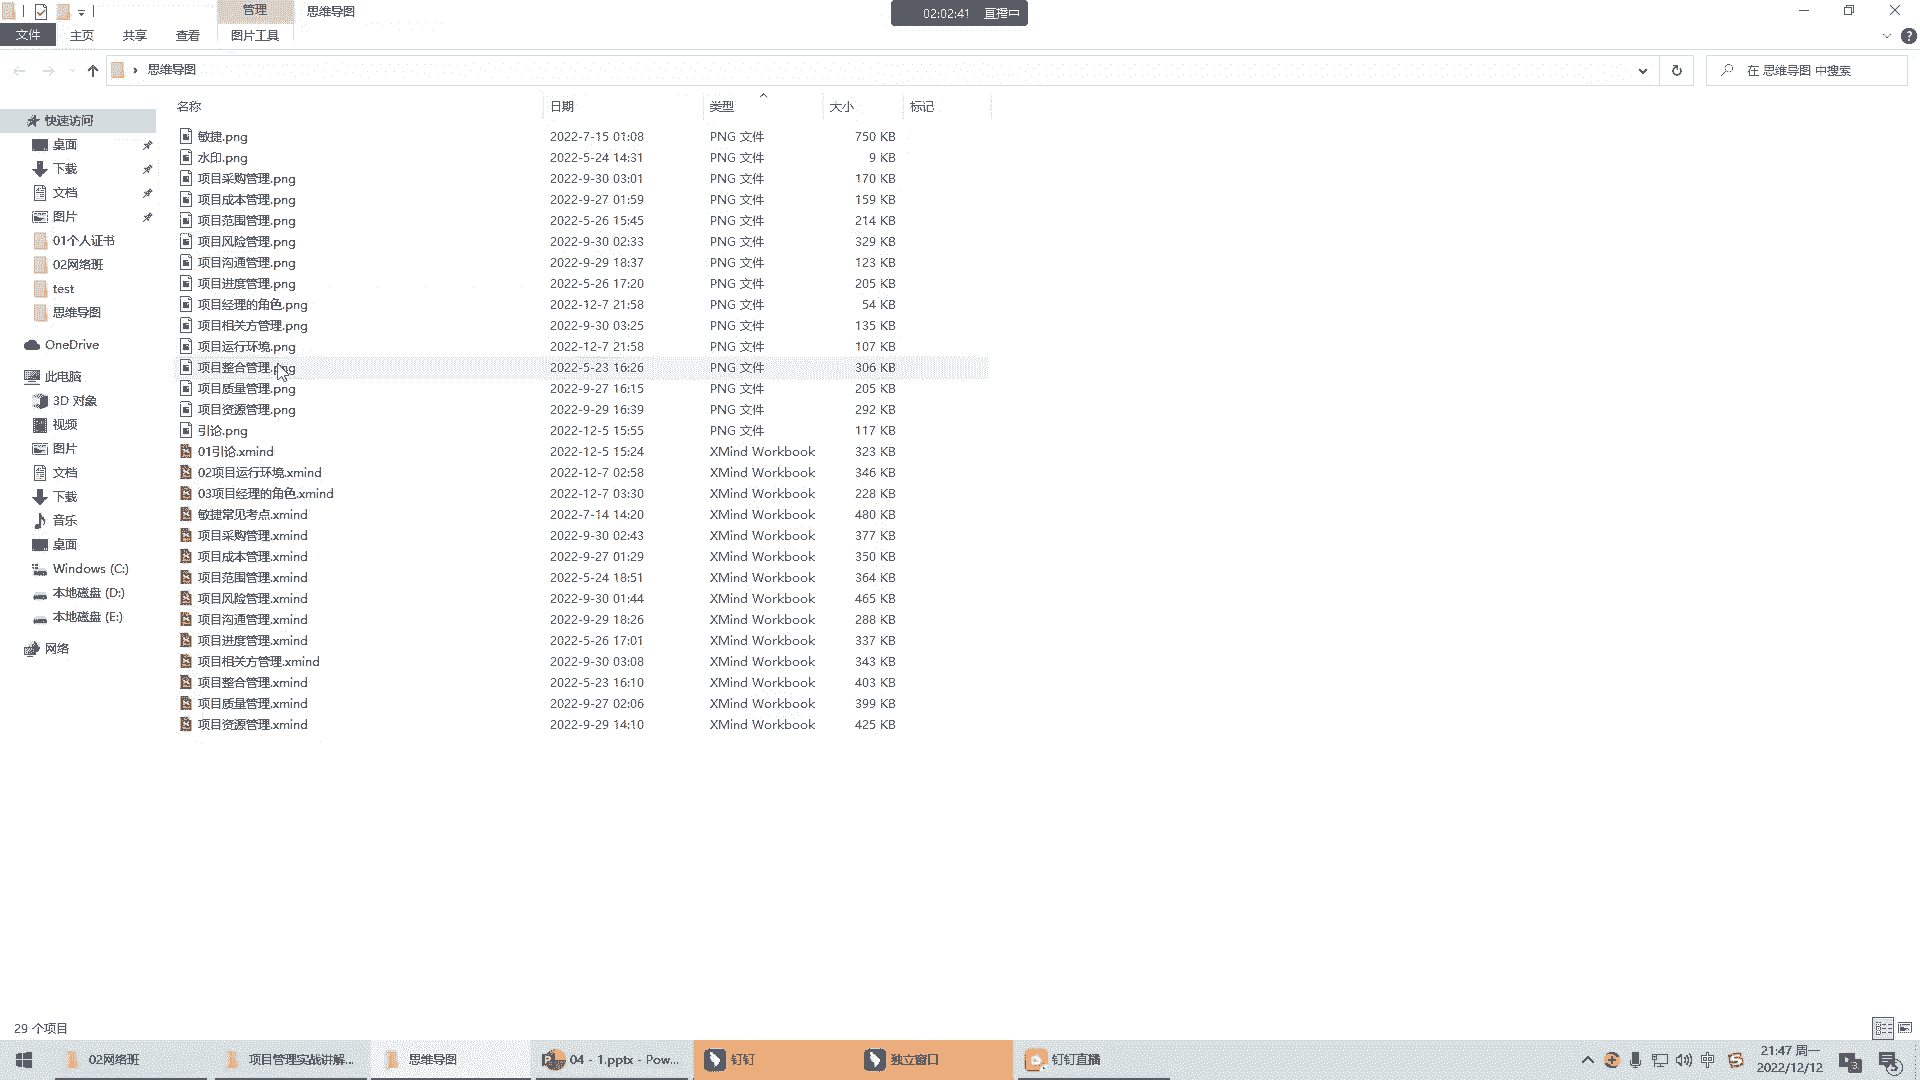 管理 思维导图
02:02:41 直播中
文件 主页 共享 查看 图片工具
思维导图
在 思维导图 中搜索
名称 日期 类型 大小 标记
快速访问
桌面
下载
文档
图片
01个人证书
02网络班
test
思维导图
OneDrive
此电脑
3D 对象
视频
图片
文档
下载
音乐
桌面
Windows (C:)
本地磁盘 (D:)
本地磁盘 (E:)
网络
敏捷.png 2022-7-15 01:08 PNG 文件 750 KB
水印.png 2022-5-24 14:31 PNG 文件 9 KB
项目采购管理.png 2022-9-30 03:01 PNG 文件 170 KB
项目成本管理.png 2022-9-27 01:59 PNG 文件 159 KB
项目范围管理.png 2022-5-26 15:45 PNG 文件 214 KB
项目风险管理.png 2022-9-30 02:33 PNG 文件 329 KB
项目沟通管理.png 2022-9-29 18:37 PNG 文件 123 KB
项目进度管理.png 2022-5-26 17:20 PNG 文件 205 KB
项目经理的角色.png 2022-12-7 21:58 PNG 文件 54 KB
项目相关方管理.png 2022-9-30 03:25 PNG 文件 135 KB
项目运行环境.png 2022-12-7 21:58 PNG 文件 107 KB
项目整合管理.png 2022-5-23 16:26 PNG 文件 306 KB
项目质量管理.png 2022-9-27 16:15 PNG 文件 205 KB
项目资源管理.png 2022-9-29 16:39 PNG 文件 292 KB
引论.png 2022-12-5 15:55 PNG 文件 117 KB
01引论.xmind 2022-12-5 15:24 XMind Workbook 323 KB
02项目运行环境.xmind 2022-12-7 02:58 XMind Workbook 346 KB
03项目经理的角色.xmind 2022-12-7 03:30 XMind Workbook 228 KB
敏捷常见考点.xmind 2022-7-14 14:20 XMind Workbook 480 KB
项目采购管理.xmind 2022-9-30 02:43 XMind Workbook 377 KB
项目成本管理.xmind 2022-9-27 01:29 XMind Workbook 350 KB
项目范围管理.xmind 2022-5-24 18:51 XMind Workbook 364 KB
项目风险管理.xmind 2022-9-30 01:44 XMind Workbook 465 KB
项目沟通管理.xmind 2022-9-29 18:26 XMind Workbook 288 KB
项目进度管理.xmind 2022-5-26 17:01 XMind Workbook 337 KB
项目相关方管理.xmind 2022-9-30 03:08 XMind Workbook 343 KB
项目整合管理.xmind 2022-5-23 16:10 XMind Workbook 403 KB
项目质量管理.xmind 2022-9-27 02:06 XMind Workbook 399 KB
项目资源管理.xmind 2022-9-29 14:10 XMind Workbook 425 KB
29 个项目
02网络班 项目管理实战讲解... 思维导图 04 - 1.pptx - Pow... 钉钉 独立窗口 钉钉直播 中 21:47 周一
2022/12/12